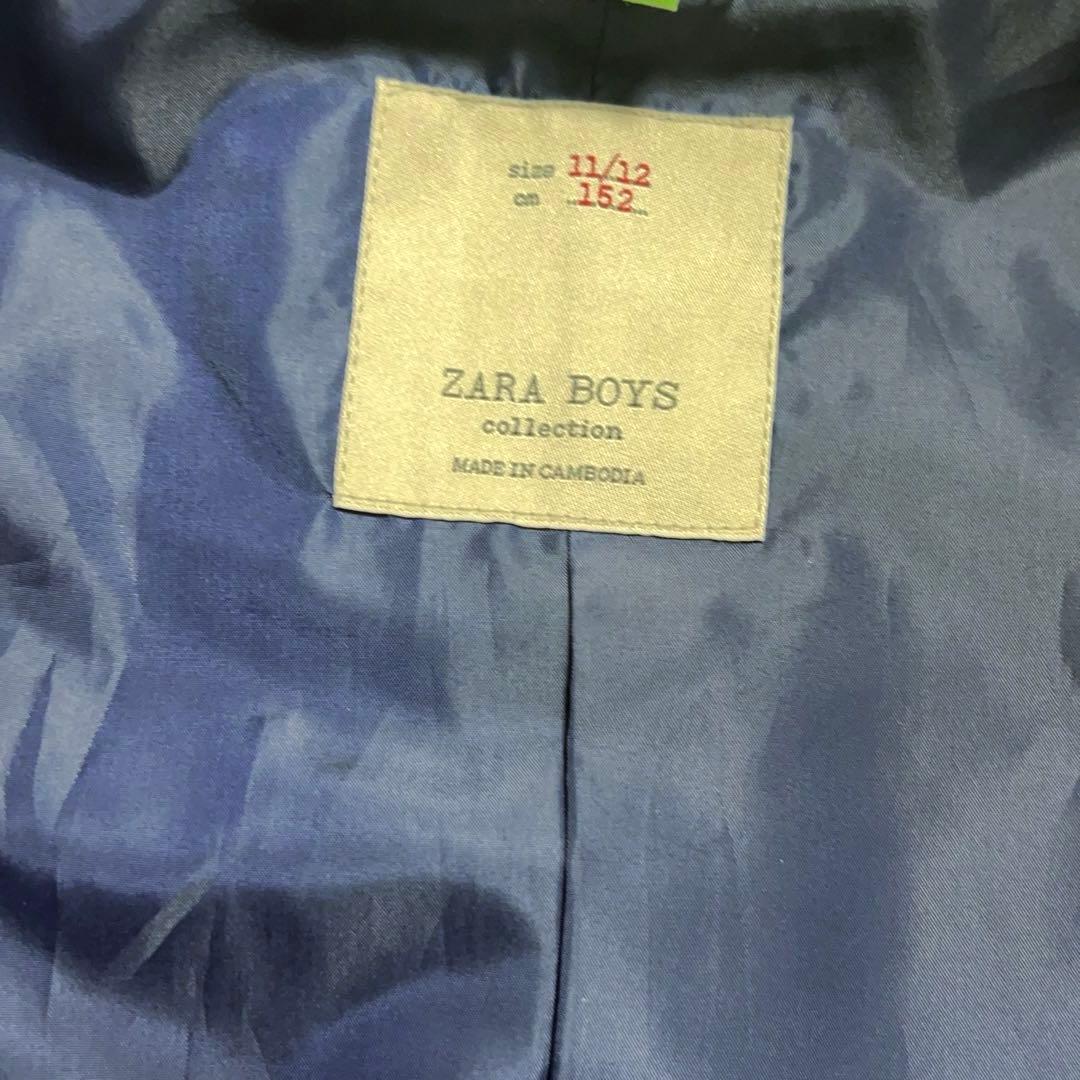 size 11/12
cm 152
ZARA BOYS
collection
MADE IN CAMBODIA